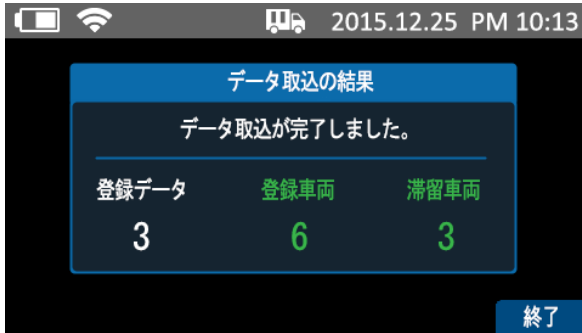 2015.12.25 PM 10:13
データ取込の結果
データ取込が完了しました。
登録データ 登録車両 滞留車両
3 6 3
終了